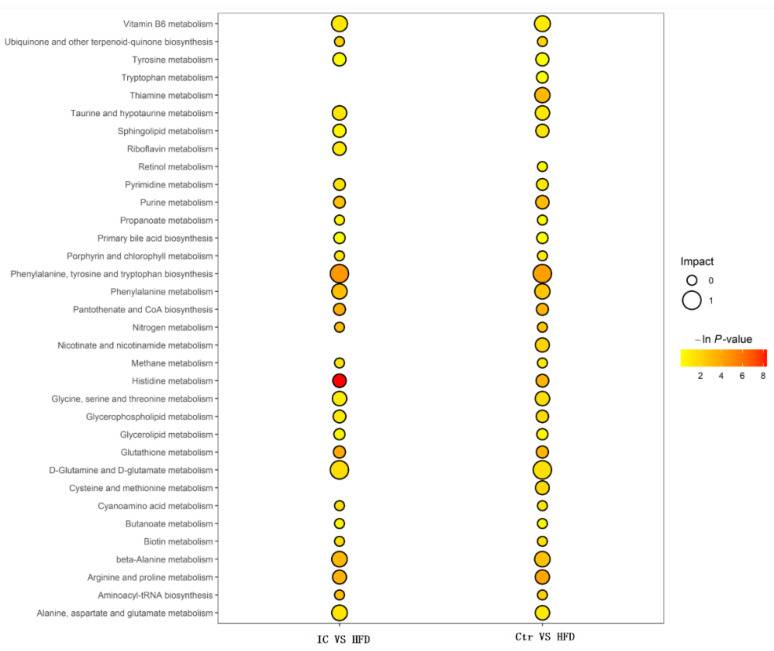 Vitamin B6 metabolism
Ubiquinone and other terpenoid-quinone biosynthesis
Tyrosine metabolism
Tryptophan metabolism
Thiamine metabolism
Taurine and hypotaurine metabolism
Sphingolipid metabolism
Riboflavin metabolism
Retinol metabolism
Pyrimidine metabolism
Purine metabolism
Propanoate metabolism
Primary bile acid biosynthesis
Porphyrin and chlorophyll metabolism
Phenylalanine, tyrosine and tryptophan biosynthesis
Phenylalanine metabolism
Pantothenate and CoA biosynthesis
Nitrogen metabolism
Nicotinate and nicotinamide metabolism
Methane metabolism
Histidine metabolism
Glycine, serine and threonine metabolism
Glycerophospholipid metabolism
Glycerolipid metabolism
Glutathione metabolism
D-Glutamine and D-glutamate metabolism
Cysteine and methionine metabolism
Cyanoamino acid metabolism
Butanoate metabolism
Biotin metabolism
beta-Alanine metabolism
Arginine and proline metabolism
Aminoacyl-tRNA biosynthesis
Alanine, aspartate and glutamate metabolism
IC VS HFD
Ctr VS HFD
Impact
0
1
–ln P-value
2 4 6 8